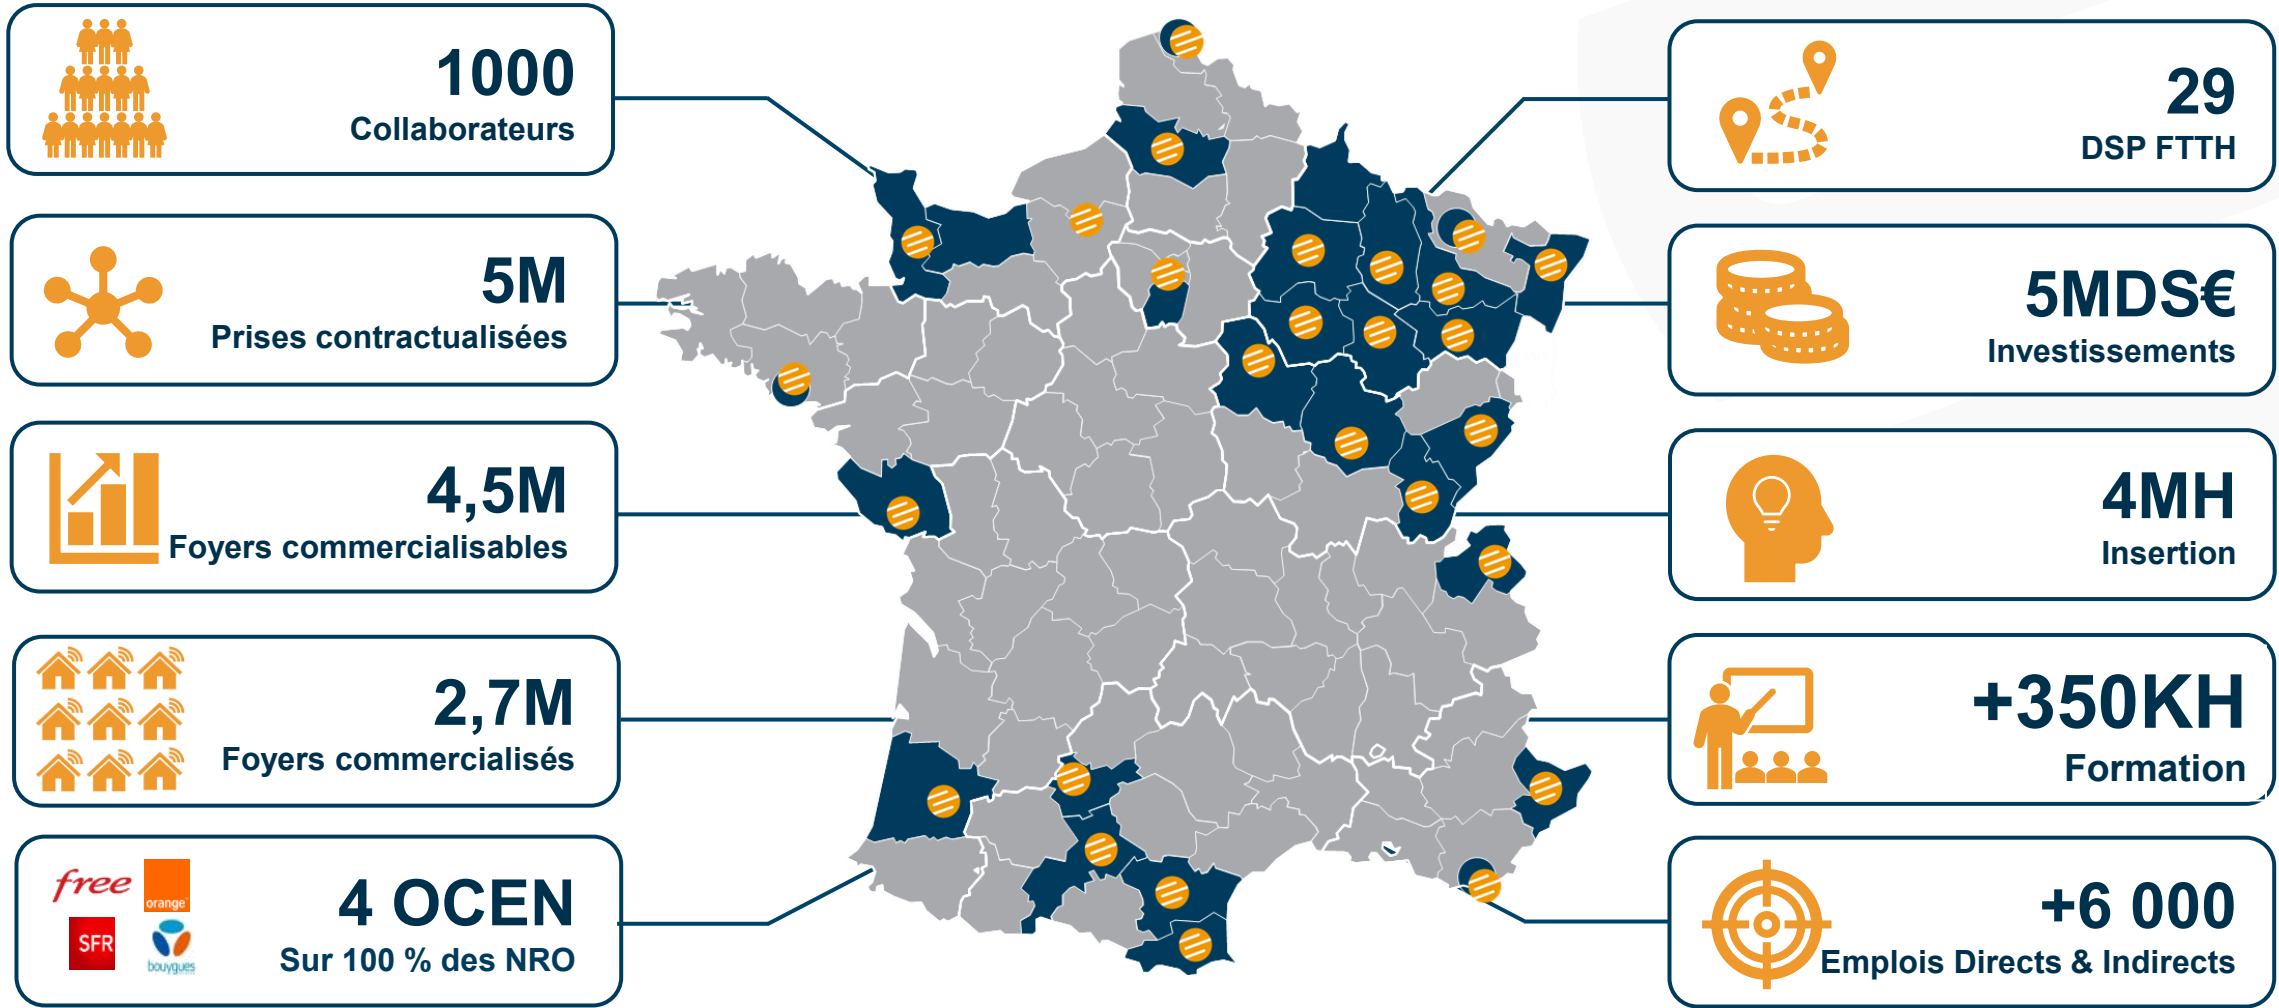 1000
Collaborateurs
5M
Prises contractualisées
4,5M
Foyers commercialisables
2,7M
Foyers commercialisés
free
orange
SFR
bouygues
4 OCEN
Sur 100 % des NRO
29
DSP FTTH
5MDS€
Investissements
4MH
Insertion
+350KH
Formation
+6 000
Emplois Directs & Indirects